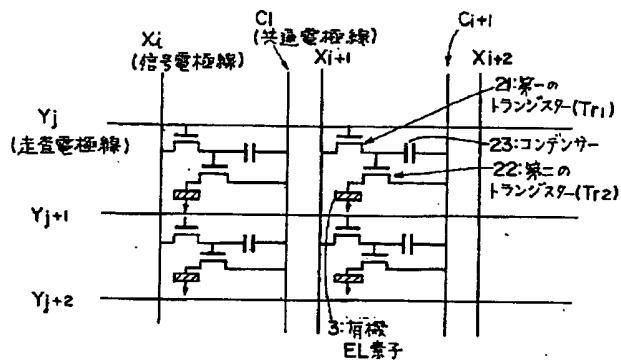 Xi
(信号電極線)
Ci
(共通電極線)
Xi+1
Ci+1
Xi+2
21:第一の
トランジスター(Tr1)
Yj
(走査電極線)
23:コンデンサー
22:第二の
トランジスター(Tr2)
Yj+1
Yj+2
3:有機
EL素子